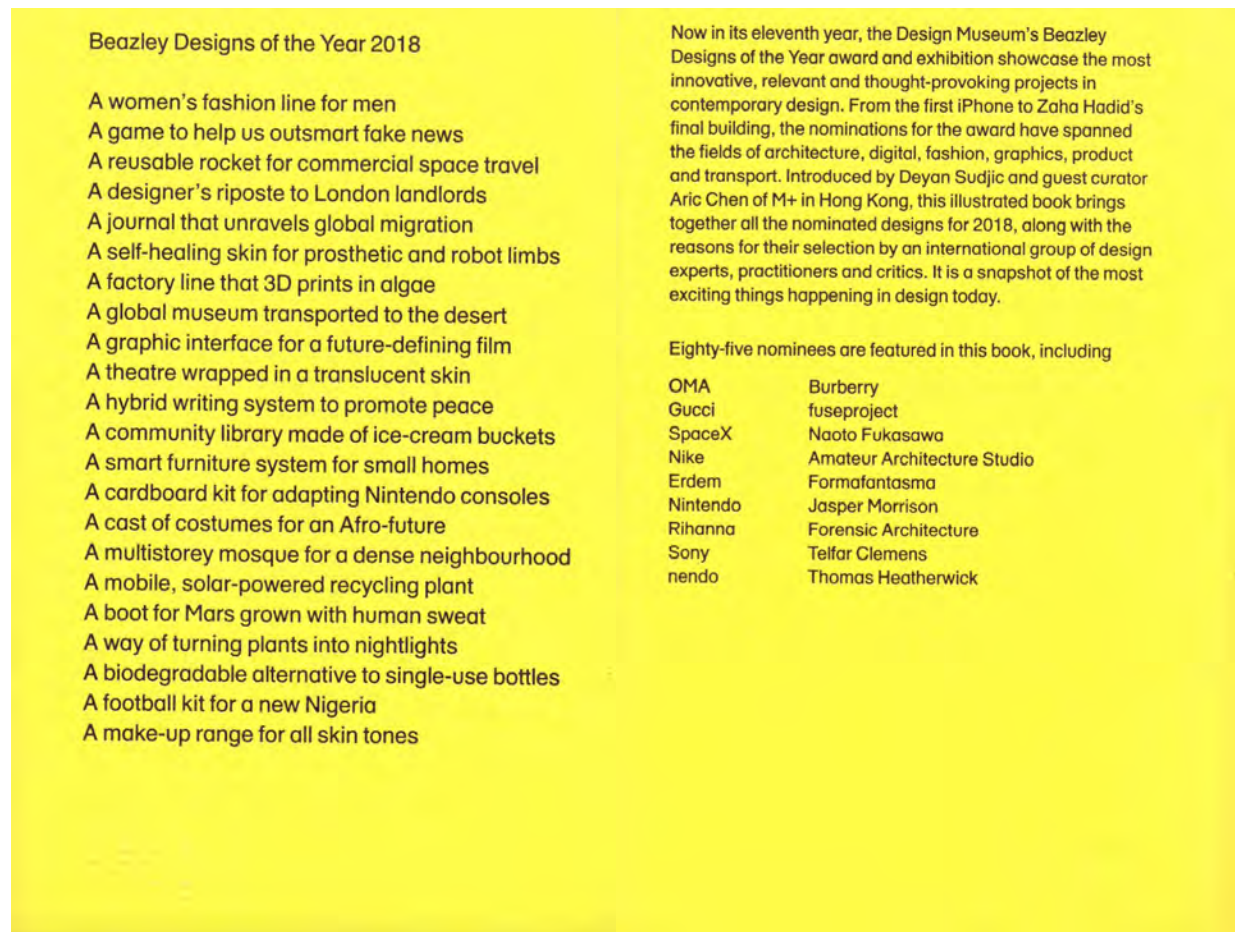 Beazley Designs of the Year 2018
A women's fashion line for men
A game to help us outsmart fake news
A reusable rocket for commercial space travel
A designer's riposte to London landlords
A journal that unravels global migration
A self-healing skin for prosthetic and robot limbs
A factory line that 3D prints in algae
A global museum transported to the desert
A graphic interface for a future-defining film
A theatre wrapped in a translucent skin
A hybrid writing system to promote peace
A community library made of ice-cream buckets
A smart furniture system for small homes
A cardboard kit for adapting Nintendo consoles
A cast of costumes for an Afro-future
A multistorey mosque for a dense neighbourhood
A mobile, solar-powered recycling plant
A boot for Mars grown with human sweat
A way of turning plants into nightlights
A biodegradable alternative to single-use bottles
A football kit for a new Nigeria
A make-up range for all skin tones
Now in its eleventh year, the Design Museum's Beazley
Designs of the Year award and exhibition showcase the most
innovative, relevant and thought-provoking projects in
contemporary design. From the first iPhone to Zaha Hadid's
final building, the nominations for the award have spanned
the fields of architecture, digital, fashion, graphics, product
and transport. Introduced by Deyan Sudjic and guest curator
Aric Chen of M+ in Hong Kong, this illustrated book brings
together all the nominated designs for 2018, along with the
reasons for their selection by an international group of design
experts, practitioners and critics. It is a snapshot of the most
exciting things happening in design today.
Eighty-five nominees are featured in this book, including
OMA Burberry
Gucci fuseproject
SpaceX Naoto Fukasawa
Nike Amateur Architecture Studio
Erdem Formafantasma
Nintendo Jasper Morrison
Rihanna Forensic Architecture
Sony Telfar Clemens
nendo Thomas Heatherwick